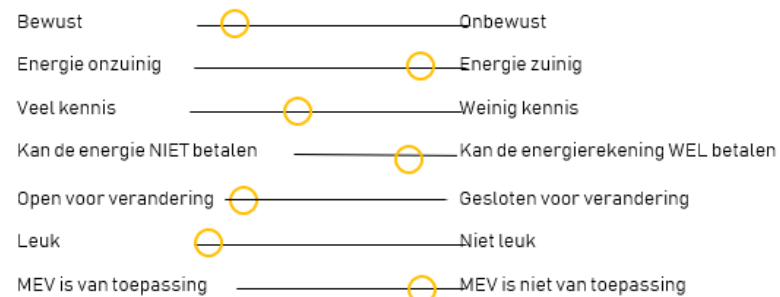 Bewust Onbewust
Energie onzuinig Energie zuinig
Veel kennis Weinig kennis
Kan de energie NIET betalen Kan de energierekening WEL betalen
Open voor verandering Gesloten voor verandering
Leuk Niet leuk
MEV is van toepassing MEV is niet van toepassing